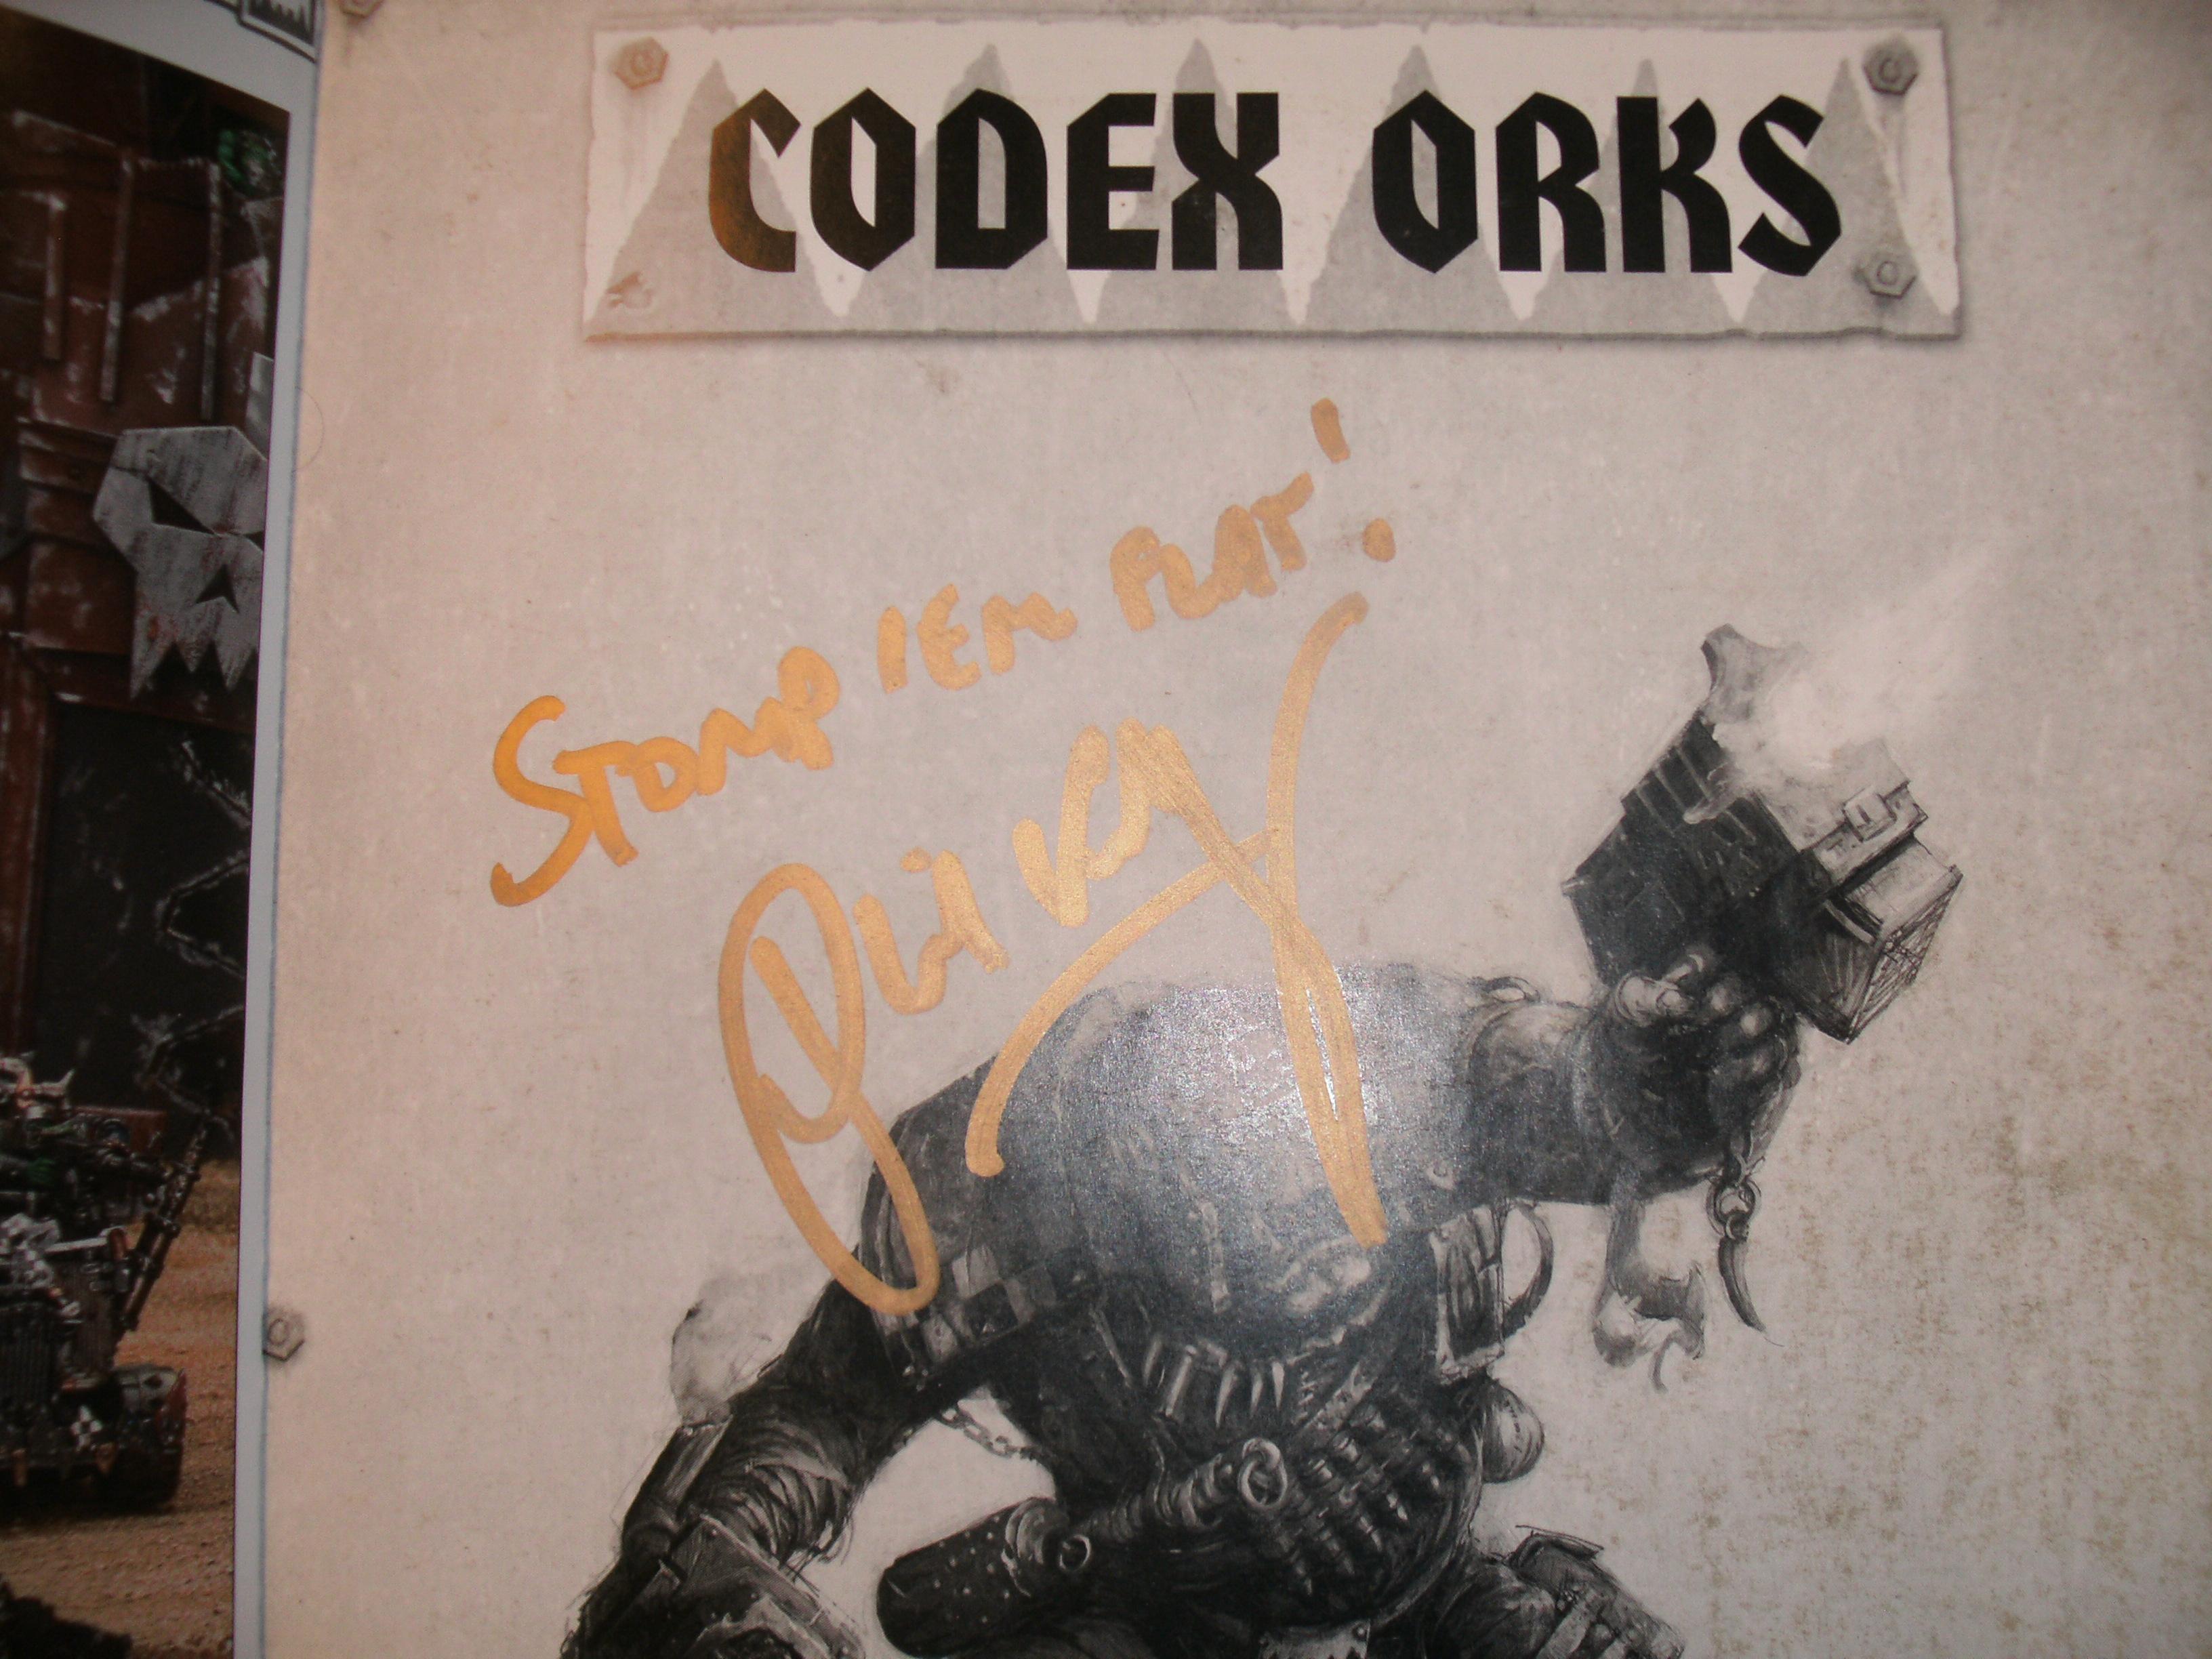 CODEX ORKS
STOMP 'EM FLAT!